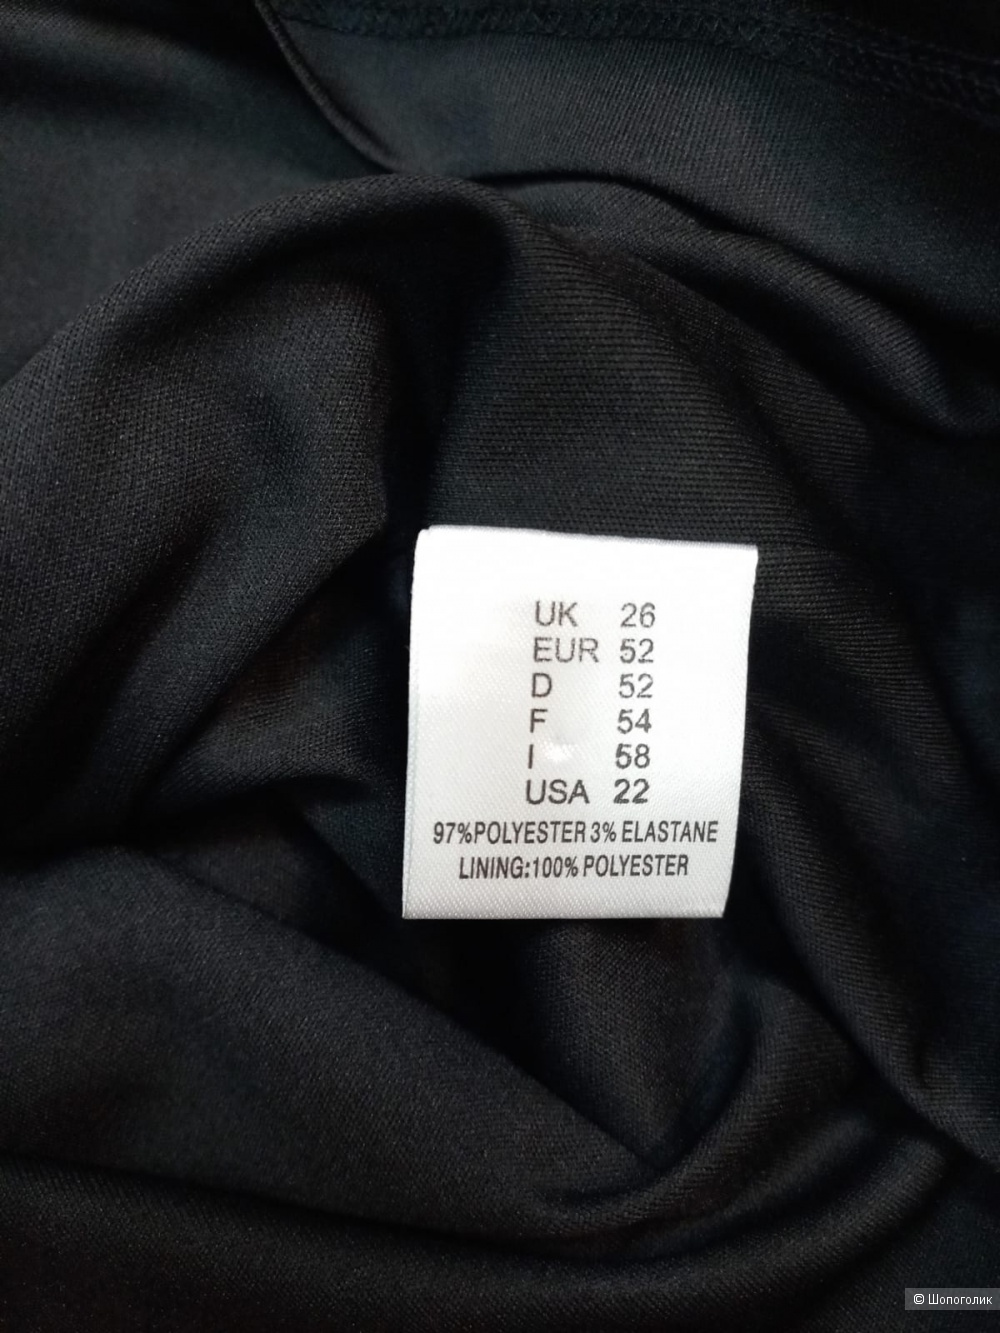 UK 26
EUR 52
D 52
F 54
I 58
USA 22
97%POLYESTER 3% ELASTANE
LINING:100% POLYESTER
© Шопоголик